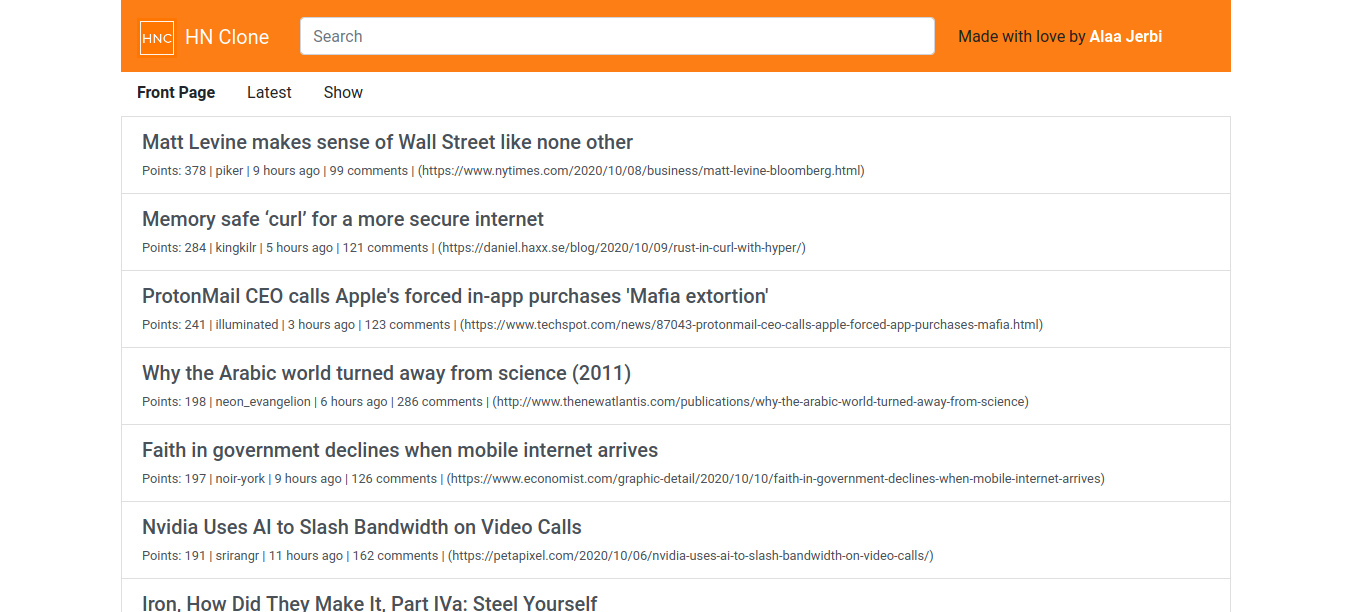 HNC HN Clone Search Made with love by Alaa Jerbi
Front Page Latest Show
Matt Levine makes sense of Wall Street like none other
Points: 378 | piker | 9 hours ago | 99 comments | (https://www.nytimes.com/2020/10/08/business/matt-levine-bloomberg.html)
Memory safe ‘curl’ for a more secure internet
Points: 284 | kingkilr | 5 hours ago | 121 comments | (https://daniel.haxx.se/blog/2020/10/09/rust-in-curl-with-hyper/)
ProtonMail CEO calls Apple's forced in-app purchases 'Mafia extortion'
Points: 241 | illuminated | 3 hours ago | 123 comments | (https://www.techspot.com/news/87043-protonmail-ceo-calls-apple-forced-app-purchases-mafia.html)
Why the Arabic world turned away from science (2011)
Points: 198 | neon_evangelion | 6 hours ago | 286 comments | (http://www.thenewatlantis.com/publications/why-the-arabic-world-turned-away-from-science)
Faith in government declines when mobile internet arrives
Points: 197 | noir-york | 9 hours ago | 126 comments | (https://www.economist.com/graphic-detail/2020/10/10/faith-in-government-declines-when-mobile-internet-arrives)
Nvidia Uses AI to Slash Bandwidth on Video Calls
Points: 191 | srirangr | 11 hours ago | 162 comments | (https://petapixel.com/2020/10/06/nvidia-uses-ai-to-slash-bandwidth-on-video-calls/)
Iron, How Did They Make It, Part IVa: Steel Yourself